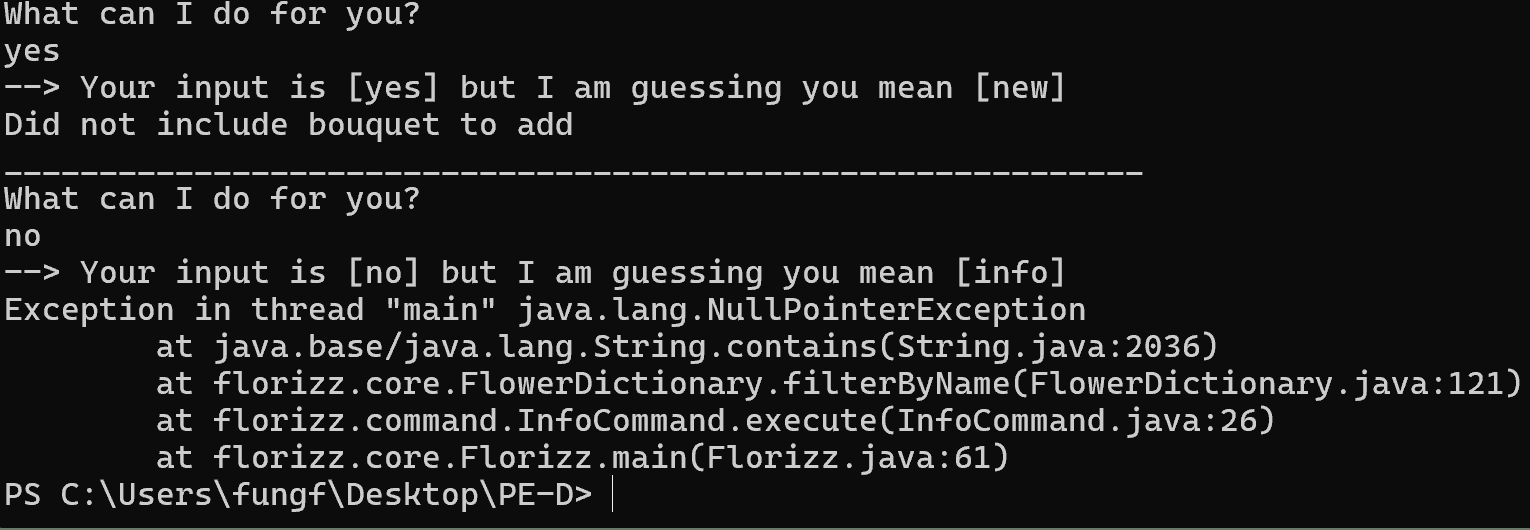 What can I do for you?
yes
--> Your input is [yes] but I am guessing you mean [new]
Did not include bouquet to add
____________________________________________________________
What can I do for you?
no
--> Your input is [no] but I am guessing you mean [info]
Exception in thread "main" java.lang.NullPointerException
        at java.base/java.lang.String.contains(String.java:2036)
        at florizz.core.FlowerDictionary.filterByName(FlowerDictionary.java:121)
        at florizz.command.InfoCommand.execute(InfoCommand.java:26)
        at florizz.core.Florizz.main(Florizz.java:61)
PS C:\Users\fungf\Desktop\PE-D>